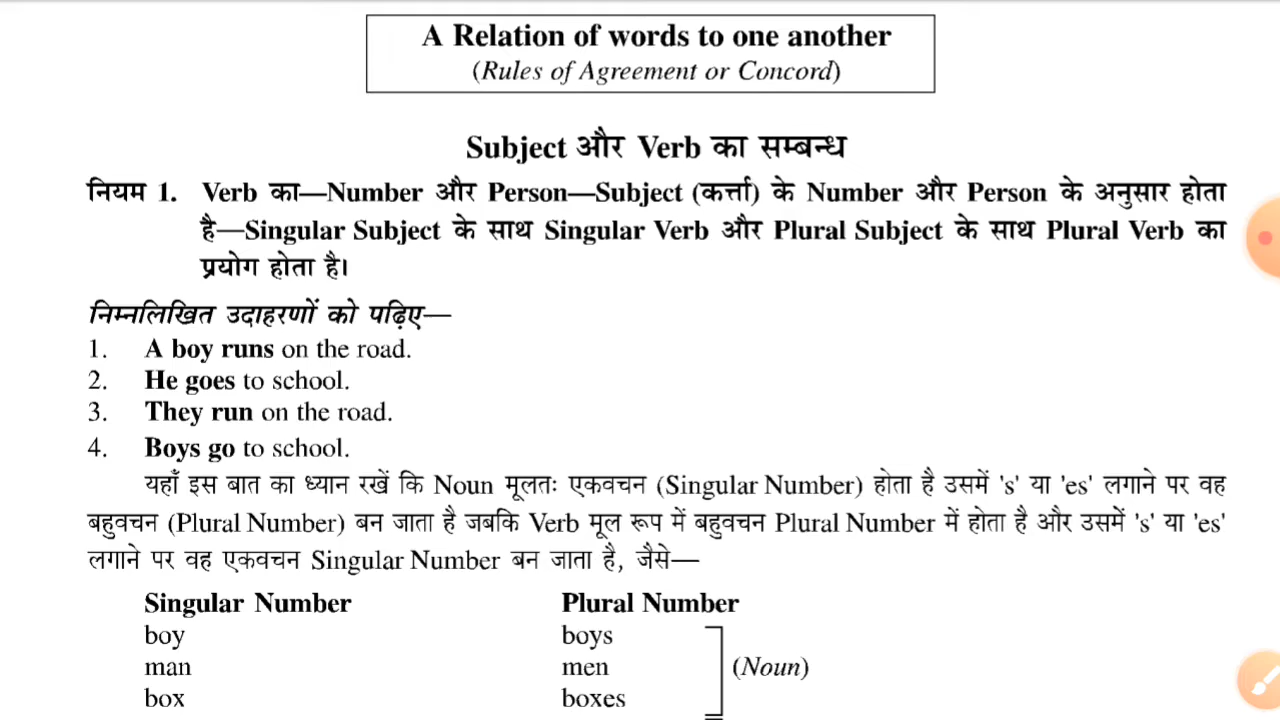 A Relation of words to one another
(Rules of Agreement or Concord)
Subject और Verb का सम्बन्ध
नियम 1. Verb का—Number और Person—Subject (कर्त्ता) के Number और Person के अनुसार होता
है—Singular Subject के साथ Singular Verb और Plural Subject के साथ Plural Verb का
प्रयोग होता है।
निम्नलिखित उदाहरणों को पढ़िए—
1. A boy runs on the road.
2. He goes to school.
3. They run on the road.
4. Boys go to school.
यहाँ इस बात का ध्यान रखें कि Noun मूलतः एकवचन (Singular Number) होता है उसमें 's' या 'es' लगाने पर वह
बहुवचन (Plural Number) बन जाता है जबकि Verb मूल रूप में बहुवचन Plural Number में होता है और उसमें 's' या 'es'
लगाने पर वह एकवचन Singular Number बन जाता है, जैसे—
Singular Number Plural Number
boy boys
man men (Noun)
box boxes